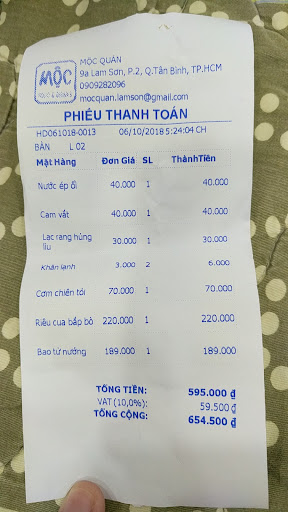 MỘC
MỘC QUÁN
9a Lam Sơn, P.2, Q.Tân Bình, TP.HCM
0909282096
mocquan.lamson@gmail.com
PHIẾU THANH TOÁN
HD061018-0013 06/10/2018 5:24:04 CH
BÀN L 02
Mặt Hàng Đơn Giá SL ThànhTiền
Nước ép ổi 40.000 1 40.000
Cam vắt 40.000 1 40.000
Lạc rang húng 30.000 1 30.000
lìu
Khăn lạnh 3.000 2 6.000
Cơm chiên tỏi 70.000 1 70.000
Riêu cua bắp bò 220.000 1 220.000
Bao tử nướng 189.000 1 189.000
TỔNG TIỀN: 595.000 ₫
VAT (10,0%): 59.500 ₫
TỔNG CỘNG: 654.500 ₫